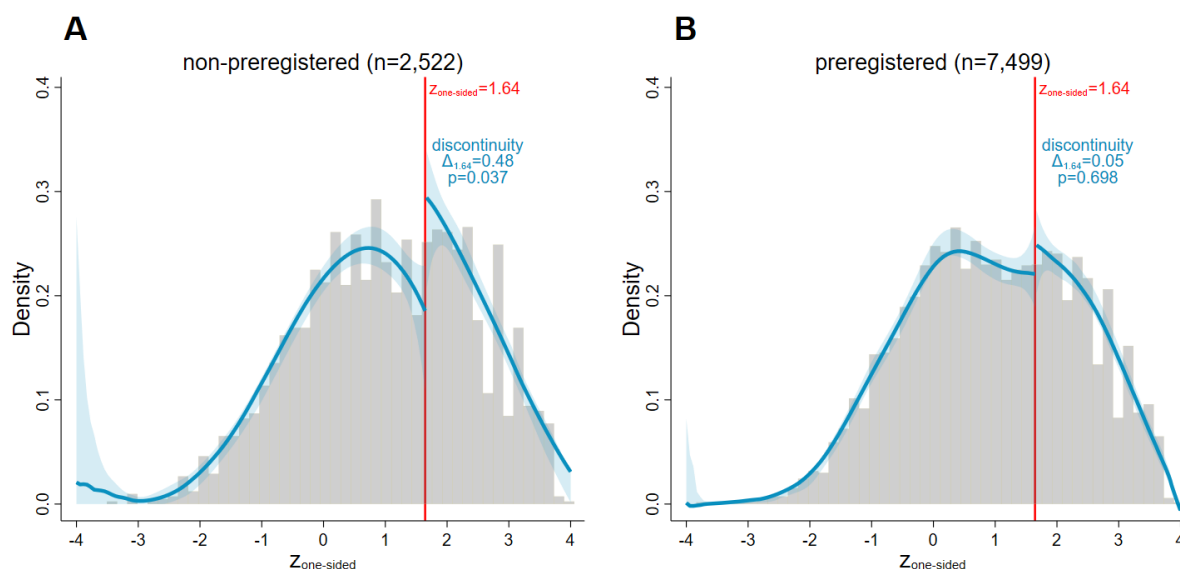 A
non-preregistered (n=2,522)
zone-sided=1.64
discontinuity
Δ1.64=0.48
p=0.037
Density
0.4
0.3
0.2
0.1
0.0
-4 -3 -2 -1 0 1 2 3 4
zone-sided
B
preregistered (n=7,499)
zone-sided=1.64
discontinuity
Δ1.64=0.05
p=0.698
Density
0.4
0.3
0.2
0.1
0.0
-4 -3 -2 -1 0 1 2 3 4
zone-sided